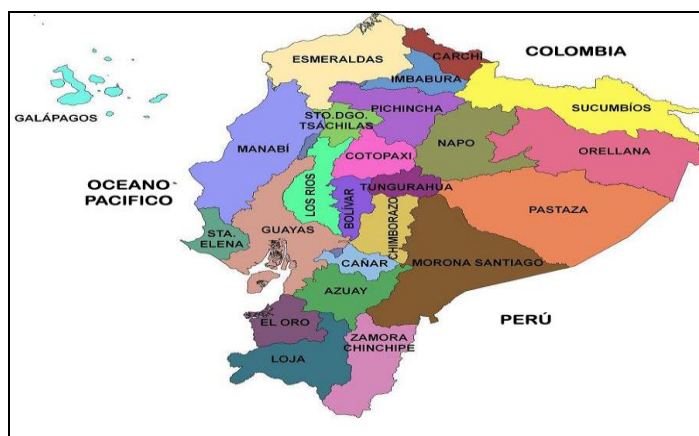 ESMERALDAS
CARCHI
COLOMBIA
IMBABURA
PICHINCHA
SUCUMBÍOS
GALÁPAGOS
STO.DGO.
TSÁCHILAS
MANABÍ
COTOPAXI
NAPO
ORELLANA
OCEANO
PACIFICO
LOS RIOS
BOLÍVAR
TUNGURAHUA
CHIMBORAZO
PASTAZA
STA.
ELENA
GUAYAS
CAÑAR
MORONA SANTIAGO
AZUAY
EL ORO
PERÚ
ZAMORA
CHINCHIPE
LOJA